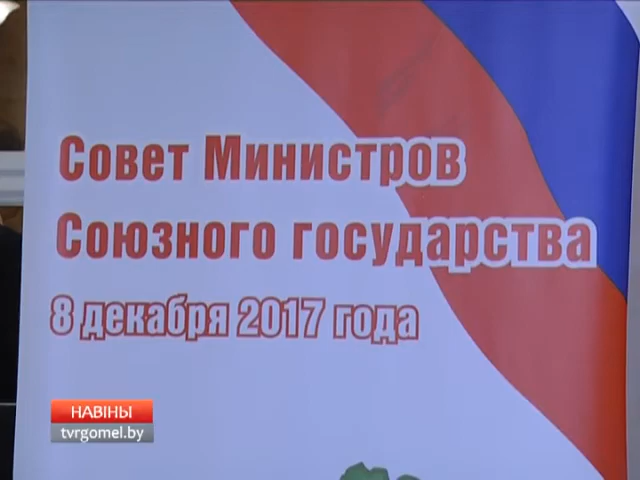 Совет Министров
Союзного государства
8 декабря 2017 года
НАВІНЫ
tvrgomel.by